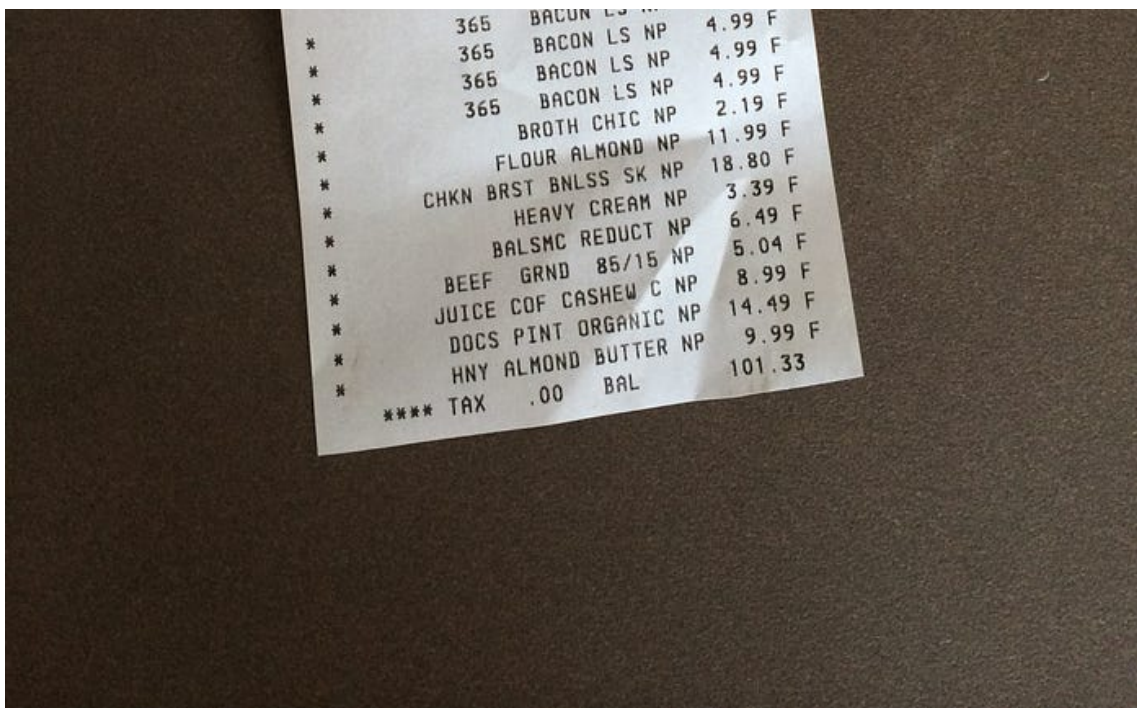 * 365 BACON LS
* 365 BACON LS NP 4.99 F
* 365 BACON LS NP 4.99 F
* 365 BACON LS NP 4.99 F
* BROTH CHIC NP 2.19 F
* FLOUR ALMOND NP 11.99 F
* CHKN BRST BNLSS SK NP 18.80 F
* HEAVY CREAM NP 3.39 F
* BALSMC REDUCT NP 6.49 F
* BEEF GRND 85/15 NP 5.04 F
* JUICE COF CASHEW C NP 8.99 F
* DOCS PINT ORGANIC NP 14.49 F
* HNY ALMOND BUTTER NP 9.99 F
**** TAX .00 BAL 101.33